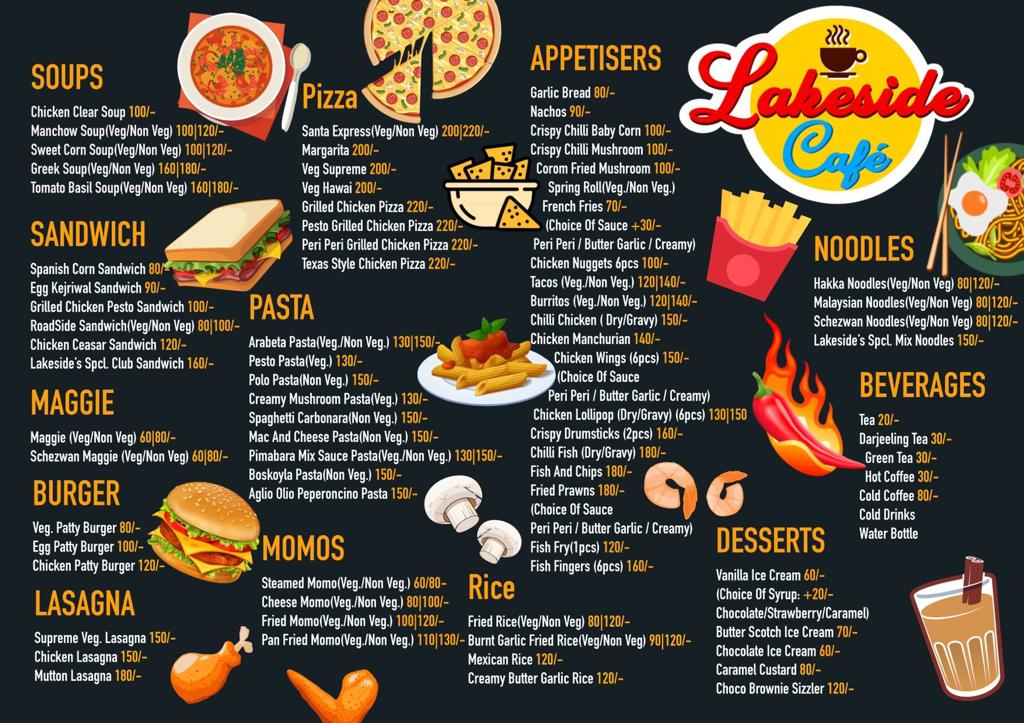 Lakeside
Café
SOUPS
Chicken Clear Soup 100/-
Manchow Soup(Veg/Non Veg) 100|120/-
Sweet Corn Soup(Veg/Non Veg) 100|120/-
Greek Soup(Veg/Non Veg) 160|180/-
Tomato Basil Soup(Veg/Non Veg) 160|180/-
SANDWICH
Spanish Corn Sandwich 80/-
Egg Kejriwal Sandwich 90/-
Grilled Chicken Pesto Sandwich 100/-
RoadSide Sandwich(Veg/Non Veg) 80|100/-
Chicken Ceasar Sandwich 120/-
Lakeside's Spcl. Club Sandwich 160/-
MAGGIE
Maggie (Veg/Non Veg) 60|80/-
Schezwan Maggie (Veg/Non Veg) 60|80/-
BURGER
Veg. Patty Burger 80/-
Egg Patty Burger 100/-
Chicken Patty Burger 120/-
LASAGNA
Supreme Veg. Lasagna 150/-
Chicken Lasagna 150/-
Mutton Lasagna 180/-
Pizza
Santa Express(Veg/Non Veg) 200|220/-
Margarita 200/-
Veg Supreme 200/-
Veg Hawai 200/-
Grilled Chicken Pizza 220/-
Pesto Grilled Chicken Pizza 220/-
Peri Peri Grilled Chicken Pizza 220/-
Texas Style Chicken Pizza 220/-
PASTA
Arabeta Pasta(Veg./Non Veg.) 130|150/-
Pesto Pasta(Veg.) 130/-
Polo Pasta(Non Veg.) 150/-
Creamy Mushroom Pasta(Veg.) 130/-
Spaghetti Carbonara(Non Veg.) 150/-
Mac And Cheese Pasta(Non Veg.) 150/-
Pimabara Mix Sauce Pasta(Veg/Non Veg.) 130|150/-
Boskoyla Pasta(Non Veg.) 150/-
Aglio Olio Peperoncino Pasta 150/-
MOMOS
Steamed Momo(Veg./Non Veg.) 60/80-
Cheese Momo(Veg./Non Veg.) 80|100/-
Fried Momo(Veg./Non Veg.) 100|120/-
Pan Fried Momo(Veg./Non Veg.) 110|130/-
APPETISERS
Garlic Bread 80/-
Nachos 90/-
Crispy Chilli Baby Corn 100/-
Crispy Chilli Mushroom 100/-
Corom Fried Mushroom 100/-
Spring Roll(Veg./Non Veg.)
French Fries 70/-
(Choice Of Sauce +30/-
Peri Peri / Butter Garlic / Creamy)
Chicken Nuggets 6pcs 100/-
Tacos (Veg./Non Veg.) 120|140/-
Burritos (Veg./Non Veg.) 120|140/-
Chilli Chicken ( Dry/Gravy) 150/-
Chicken Manchurian 140/-
Chicken Wings (6pcs) 150/-
(Choice Of Sauce
Peri Peri / Butter Garlic / Creamy)
Chicken Lollipop (Dry/Gravy) (6pcs) 130|150
Crispy Drumsticks (2pcs) 160/-
Chilli Fish (Dry/Gravy) 180/-
Fish And Chips 180/-
Fried Prawns 180/-
(Choice Of Sauce
Peri Peri / Butter Garlic / Creamy)
Fish Fry(1pcs) 120/-
Fish Fingers (6pcs) 160/-
Rice
Fried Rice(Veg/Non Veg) 80|120/-
Burnt Garlic Fried Rice(Veg/Non Veg) 90|120/-
Mexican Rice 120/-
Creamy Butter Garlic Rice 120/-
NOODLES
Hakka Noodles(Veg/Non Veg) 80|120/-
Malaysian Noodles(Veg/Non Veg) 80|120/-
Schezwan Noodles(Veg/Non Veg) 80|120/-
Lakeside's Spcl. Mix Noodles 150/-
BEVERAGES
Tea 20/-
Darjeeling Tea 30/-
Green Tea 30/-
Hot Coffee 30/-
Cold Coffee 80/-
Cold Drinks
Water Bottle
DESSERTS
Vanilla Ice Cream 60/-
(Choice Of Syrup: +20/-
Chocolate/Strawberry/Caramel)
Butter Scotch Ice Cream 70/-
Chocolate Ice Cream 60/-
Caramel Custard 80/-
Choco Brownie Sizzler 120/-